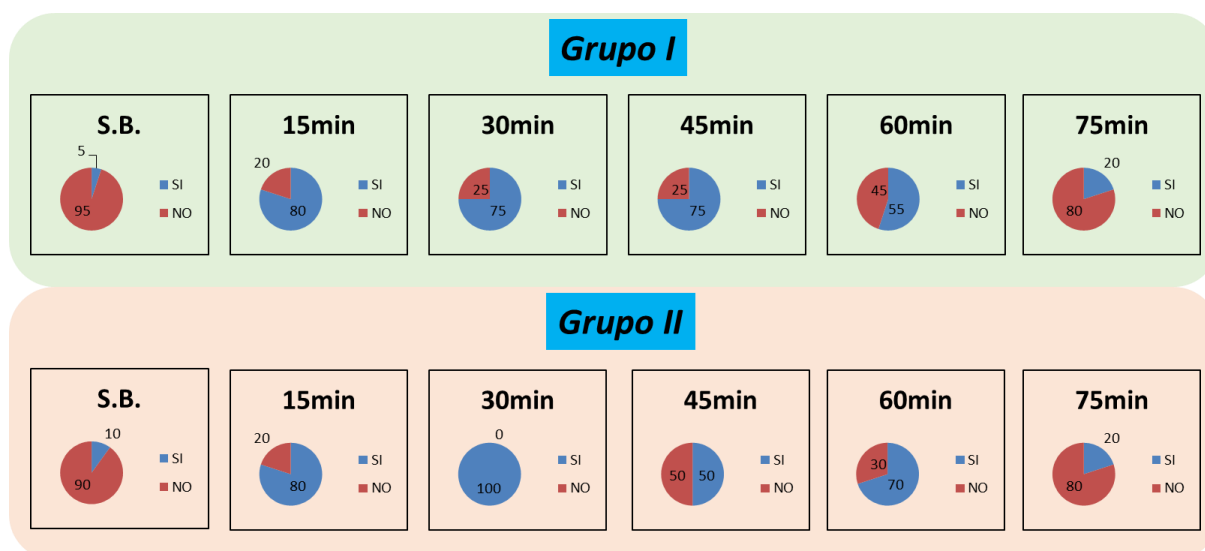 Grupo I
S.B.
5
95
SI
NO
15min
20
80
SI
NO
30min
25
75
SI
NO
45min
25
75
SI
NO
60min
45
55
SI
NO
75min
20
80
SI
NO
Grupo II
S.B.
10
90
SI
NO
15min
20
80
SI
NO
30min
0
100
SI
NO
45min
50
50
SI
NO
60min
30
70
SI
NO
75min
20
80
SI
NO